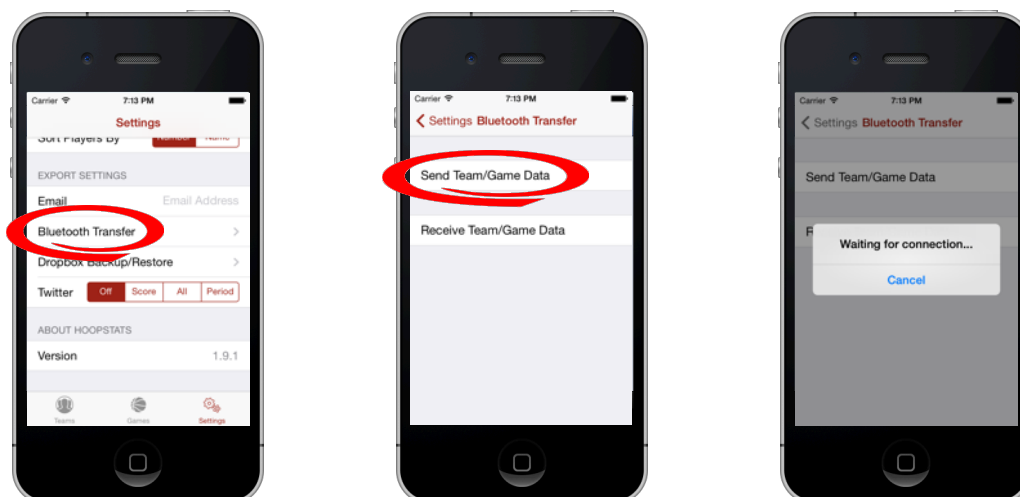 Carrier 7:13 PM
Settings
Sort Players By Number Name
EXPORT SETTINGS
Email Email Address
Bluetooth Transfer
Dropbox Backup/Restore
Twitter Off Score All Period
ABOUT HOOPSTATS
Version 1.9.1
Teams Games Settings
Carrier 7:13 PM
Settings Bluetooth Transfer
Send Team/Game Data
Receive Team/Game Data
Carrier 7:13 PM
Settings Bluetooth Transfer
Send Team/Game Data
R
Waiting for connection...
Cancel